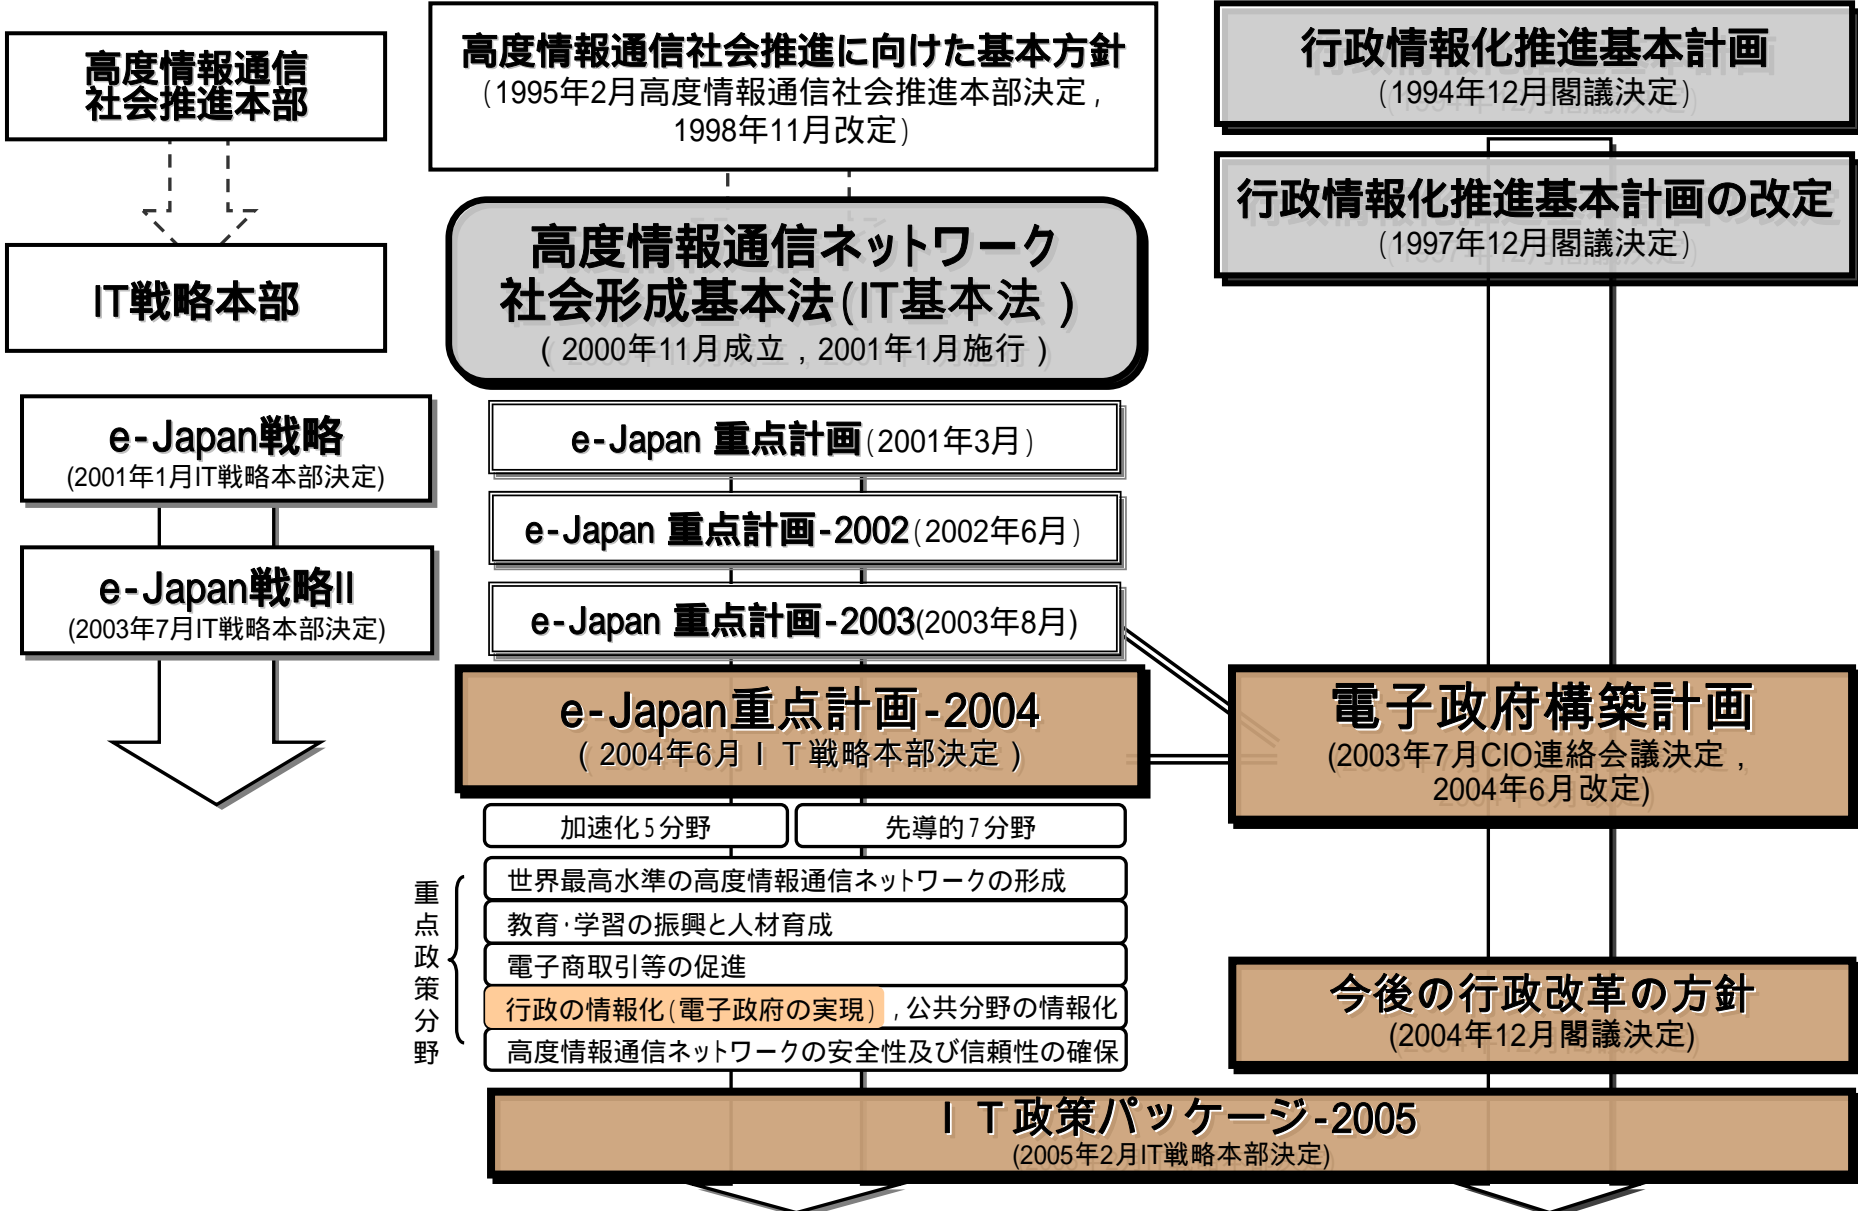 高度情報通信
社会推進本部
IT戦略本部
e-Japan戦略
(2001年1月IT戦略本部決定)
e-Japan戦略II
(2003年7月IT戦略本部決定)
高度情報通信社会推進に向けた基本方針
(1995年2月高度情報通信社会推進本部決定,
1998年11月改定)
高度情報通信ネットワーク
社会形成基本法(IT基本法)
(2000年11月成立,2001年1月施行)
e-Japan 重点計画(2001年3月)
e-Japan 重点計画-2002(2002年6月)
e-Japan 重点計画-2003(2003年8月)
e-Japan重点計画-2004
(2004年6月IT戦略本部決定)
加速化5分野
先導的7分野
重点政策分野
世界最高水準の高度情報通信ネットワークの形成
教育・学習の振興と人材育成
電子商取引等の促進
行政の情報化(電子政府の実現),公共分野の情報化
高度情報通信ネットワークの安全性及び信頼性の確保
行政情報化推進基本計画
(1994年12月閣議決定)
行政情報化推進基本計画の改定
(1997年12月閣議決定)
電子政府構築計画
(2003年7月CIO連絡会議決定,
2004年6月改定)
今後の行政改革の方針
(2004年12月閣議決定)
IT政策パッケージ-2005
(2005年2月IT戦略本部決定)